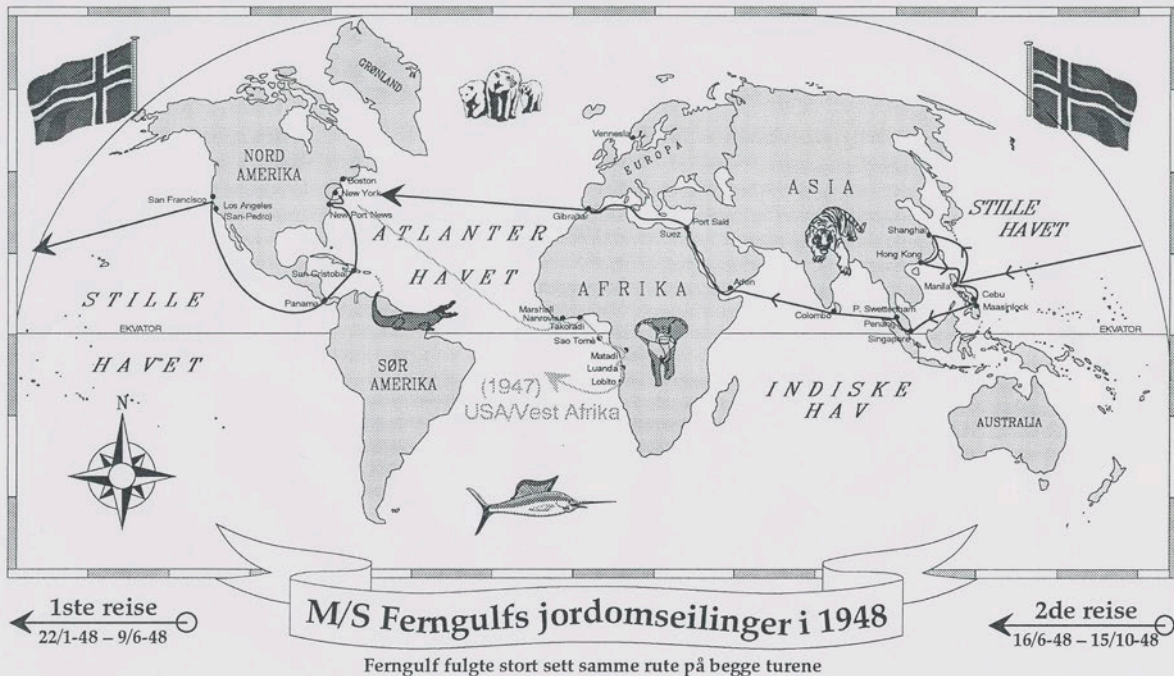 GRØNLAND
Vennesla
EUROPA
NORD
AMERIKA
Boston
New York
New Port News
San Francisco
Los Angeles
(San-Pedro)
ASIA
STILLE
HAVET
Gibraltar
Port Said
Suez
Shanghai
Hong Kong
ATLANTER
HAVET
San Cristobal
Panama
AFRIKA
Aden
Manila
Cebu
Maasinlock
STILLE
HAVET
Marshall
Nanrovia
Takoradi
Colombo
P. Swettenham
Penang
Singapore
EKVATOR
EKVATOR
Sao Tomè
Matadi
Luanda
Lobito
SØR
AMERIKA
(1947)
USA/Vest Afrika
INDISKE
HAV
AUSTRALIA
N
1ste reise
22/1-48 – 9/6-48
M/S Ferngulfs jordomseilinger i 1948
2de reise
16/6-48 – 15/10-48
Ferngulf fulgte stort sett samme rute på begge turene